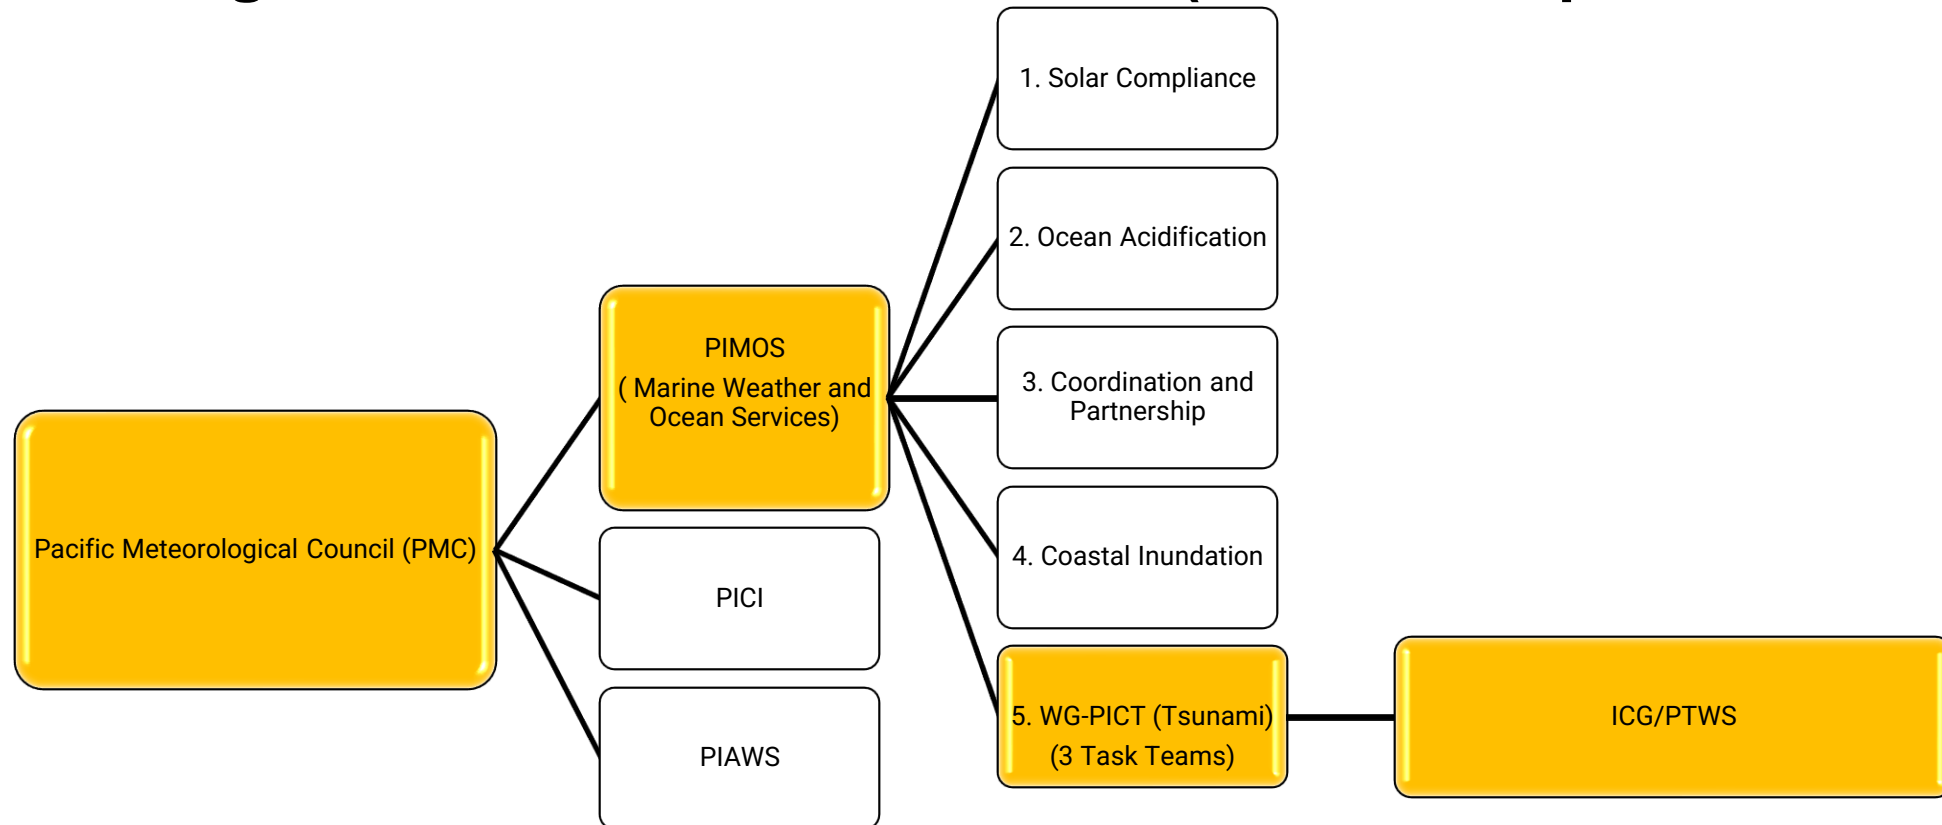 Pacific Meteorological Council (PMC)
PIMOS
( Marine Weather and
Ocean Services)
PICI
PIAWS
1. Solar Compliance
2. Ocean Acidification
3. Coordination and
Partnership
4. Coastal Inundation
5. WG-PICT (Tsunami)
(3 Task Teams)
ICG/PTWS